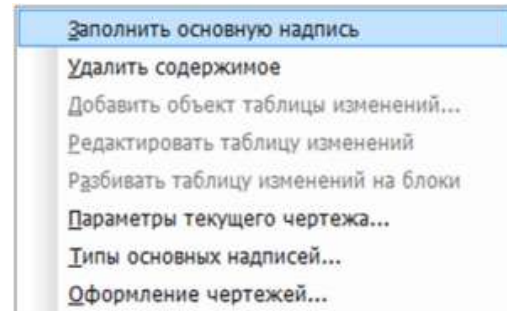 Заполнить основную надпись
Удалить содержимое
Добавить объект таблицы изменений...
Редактировать таблицу изменений
Разбивать таблицу изменений на блоки
Параметры текущего чертежа...
Типы основных надписей...
Оформление чертежей...